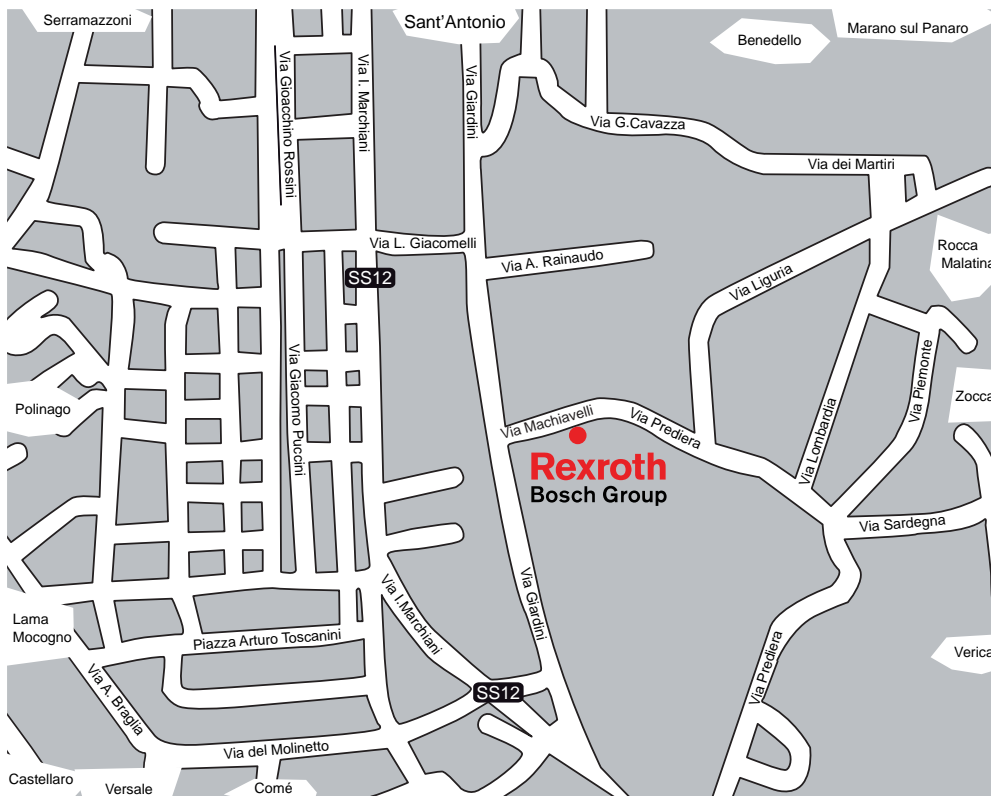 Serramazzoni
Sant'Antonio
Marano sul Panaro
Benedello
Via Gioacchino Rossini
Via I. Marchiani
Via Giardini
Via G.Cavazza
Via dei Martiri
Via L. Giacomelli
Via A. Rainaudo
Rocca
Malatina
SS12
Via Liguria
Via Giacomo Puccini
Via Piemonte
Zocca
Polinago
Via Machiavelli
Via Prediera
Via Lombardia
Rexroth
Bosch Group
Via Sardegna
Via I.Marchiani
Via Giardini
Lama
Mocogno
Piazza Arturo Toscanini
Verica
Via Prediera
Via A. Braglia
SS12
Via del Molinetto
Castellaro
Versale
Comé